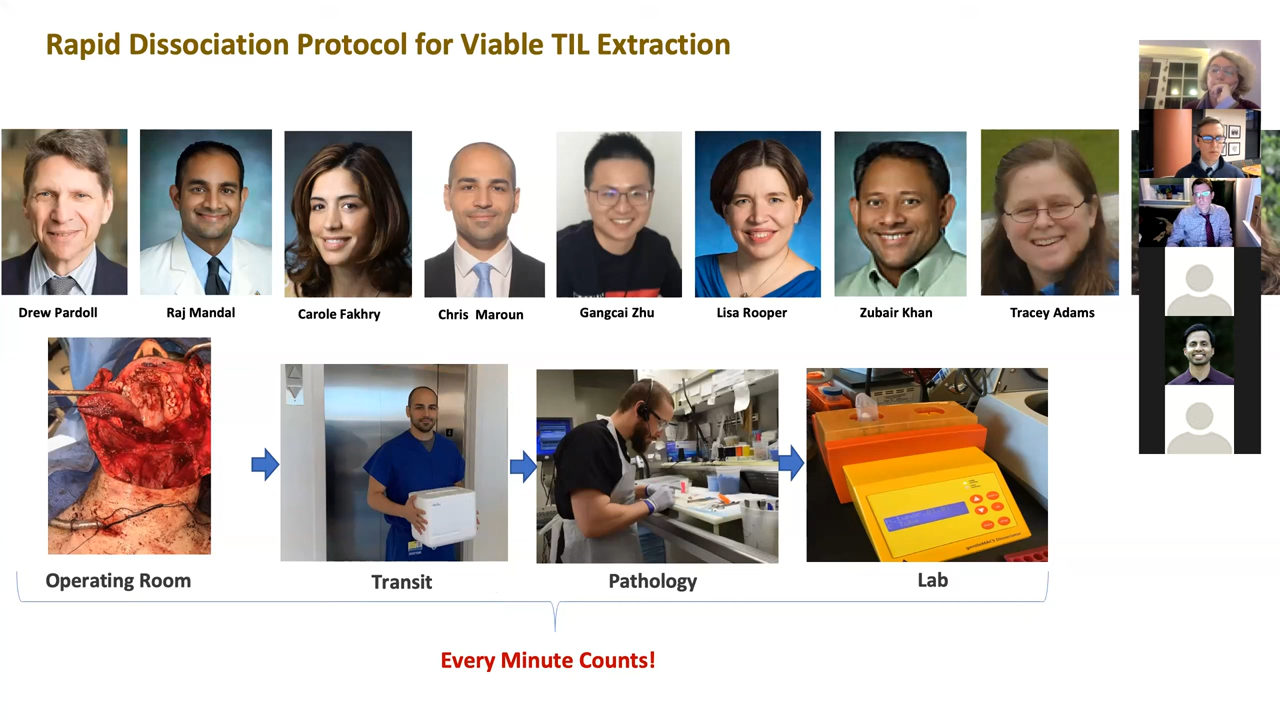 Rapid Dissociation Protocol for Viable TIL Extraction
Drew Pardoll
Raj Mandal
Carole Fakhry
Chris Maroun
Gangcai Zhu
Lisa Rooper
Zubair Khan
Tracey Adams
Operating Room
Transit
Pathology
Lab
Every Minute Counts!